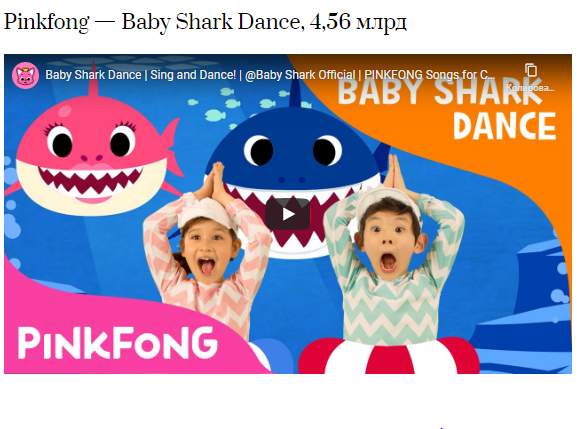 Pinkfong — Baby Shark Dance, 4,56 млрд
Baby Shark Dance | Sing and Dance! | @Baby Shark Official | PINKFONG Songs for C...
Копирова...
BABY SHARK
DANCE
PINKFONG